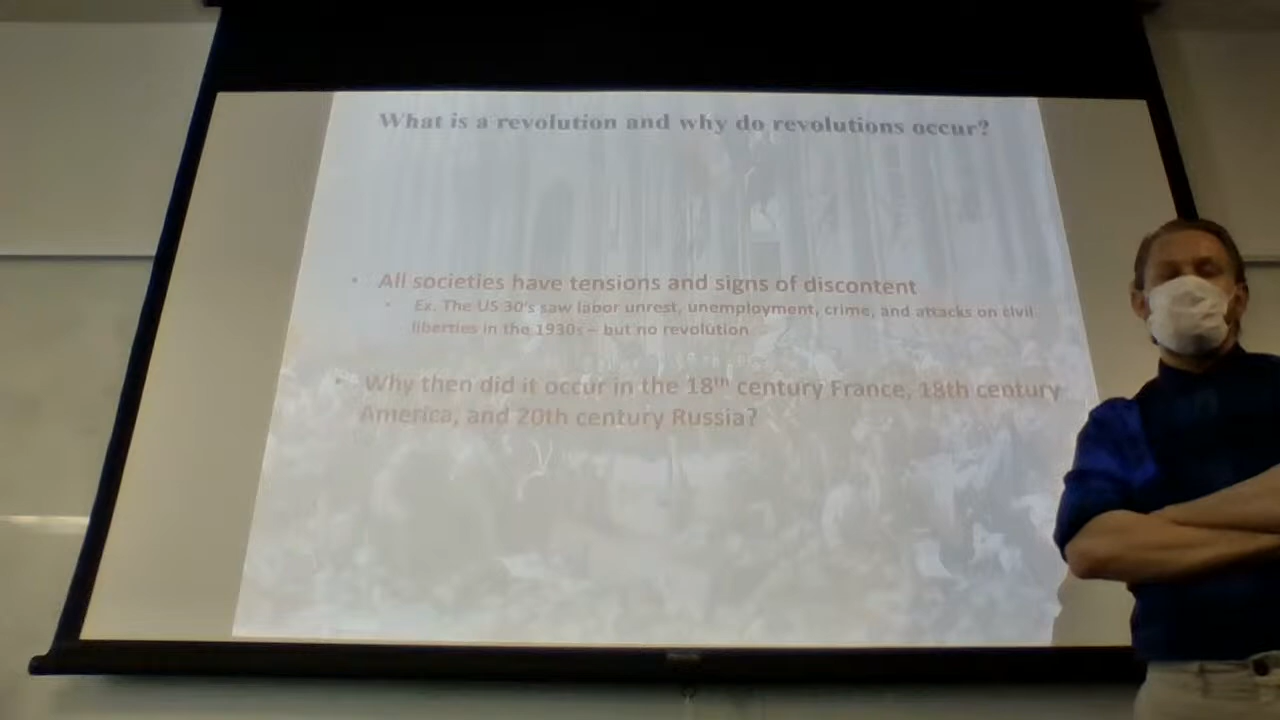 What is a revolution and why do revolutions occur?
• All societies have tensions and signs of discontent
• Ex. The US 30's saw labor unrest, unemployment, crime, and attacks on civil
liberties in the 1930s – but no revolution
• Why then did it occur in the 18th century France, 18th century
America, and 20th century Russia?